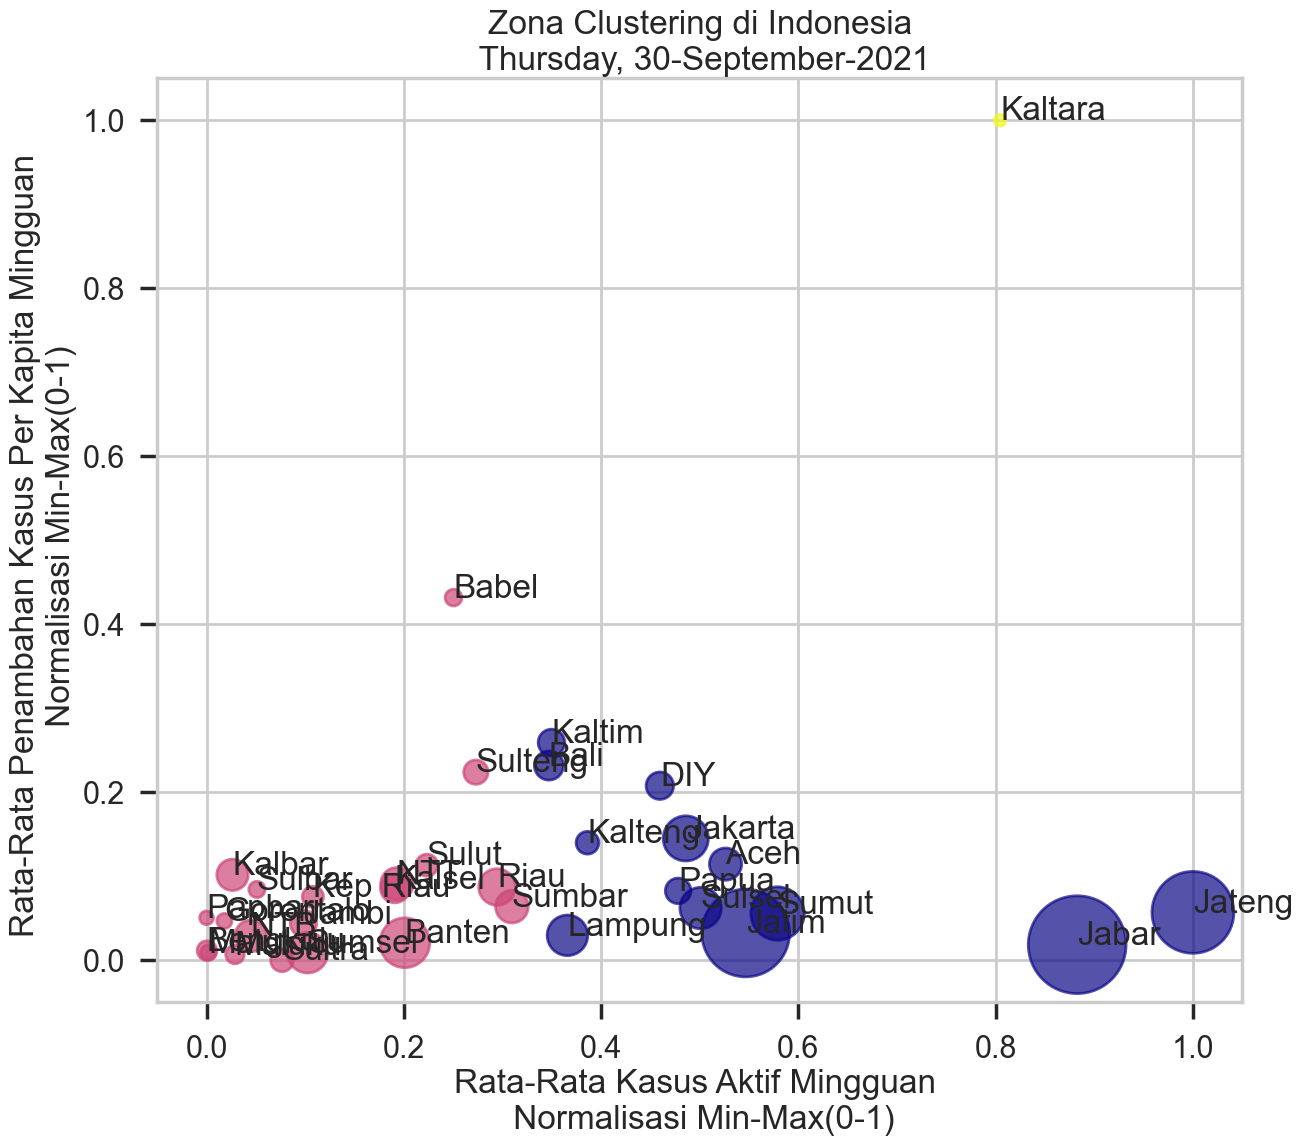 Zona Clustering di Indonesia
Thursday, 30-September-2021
Rata-Rata Penambahan Kasus Per Kapita Mingguan
Normalisasi Min-Max(0-1)
1.0
0.8
0.6
0.4
0.2
0.0
Kaltara
Babel
Kaltim
Bali
Sulteng
DIY
Kalteng
Jakarta
Aceh
Sulut
Kalbar
NTT
Kalsel
Riau
Sulbar
Kep Riau
Papua
Sulsel
Sumbar
Sumut
Jateng
Gorontalo
Jambi
Lampung
Jatim
Banten
Jabar
Bengkulu
Sumsel
Sultra
0.0
0.2
0.4
0.6
0.8
1.0
Rata-Rata Kasus Aktif Mingguan
Normalisasi Min-Max(0-1)